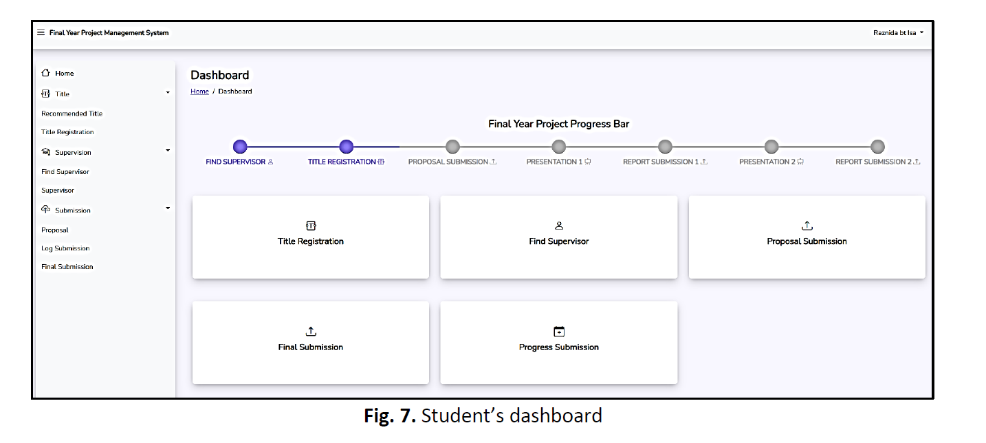 Final Year Project Management System
Raznida bt Isa
Home
Title
Recommended Title
Title Registration
Supervision
Find Supervisor
Supervisor
Submission
Proposal
Log Submission
Final Submission
Dashboard
Home / Dashboard
Final Year Project Progress Bar
FIND SUPERVISOR
TITLE REGISTRATION
PROPOSAL SUBMISSION
PRESENTATION 1
REPORT SUBMISSION 1
PRESENTATION 2
REPORT SUBMISSION 2
Title Registration
Find Supervisor
Proposal Submission
Final Submission
Progress Submission
Fig. 7. Student's dashboard